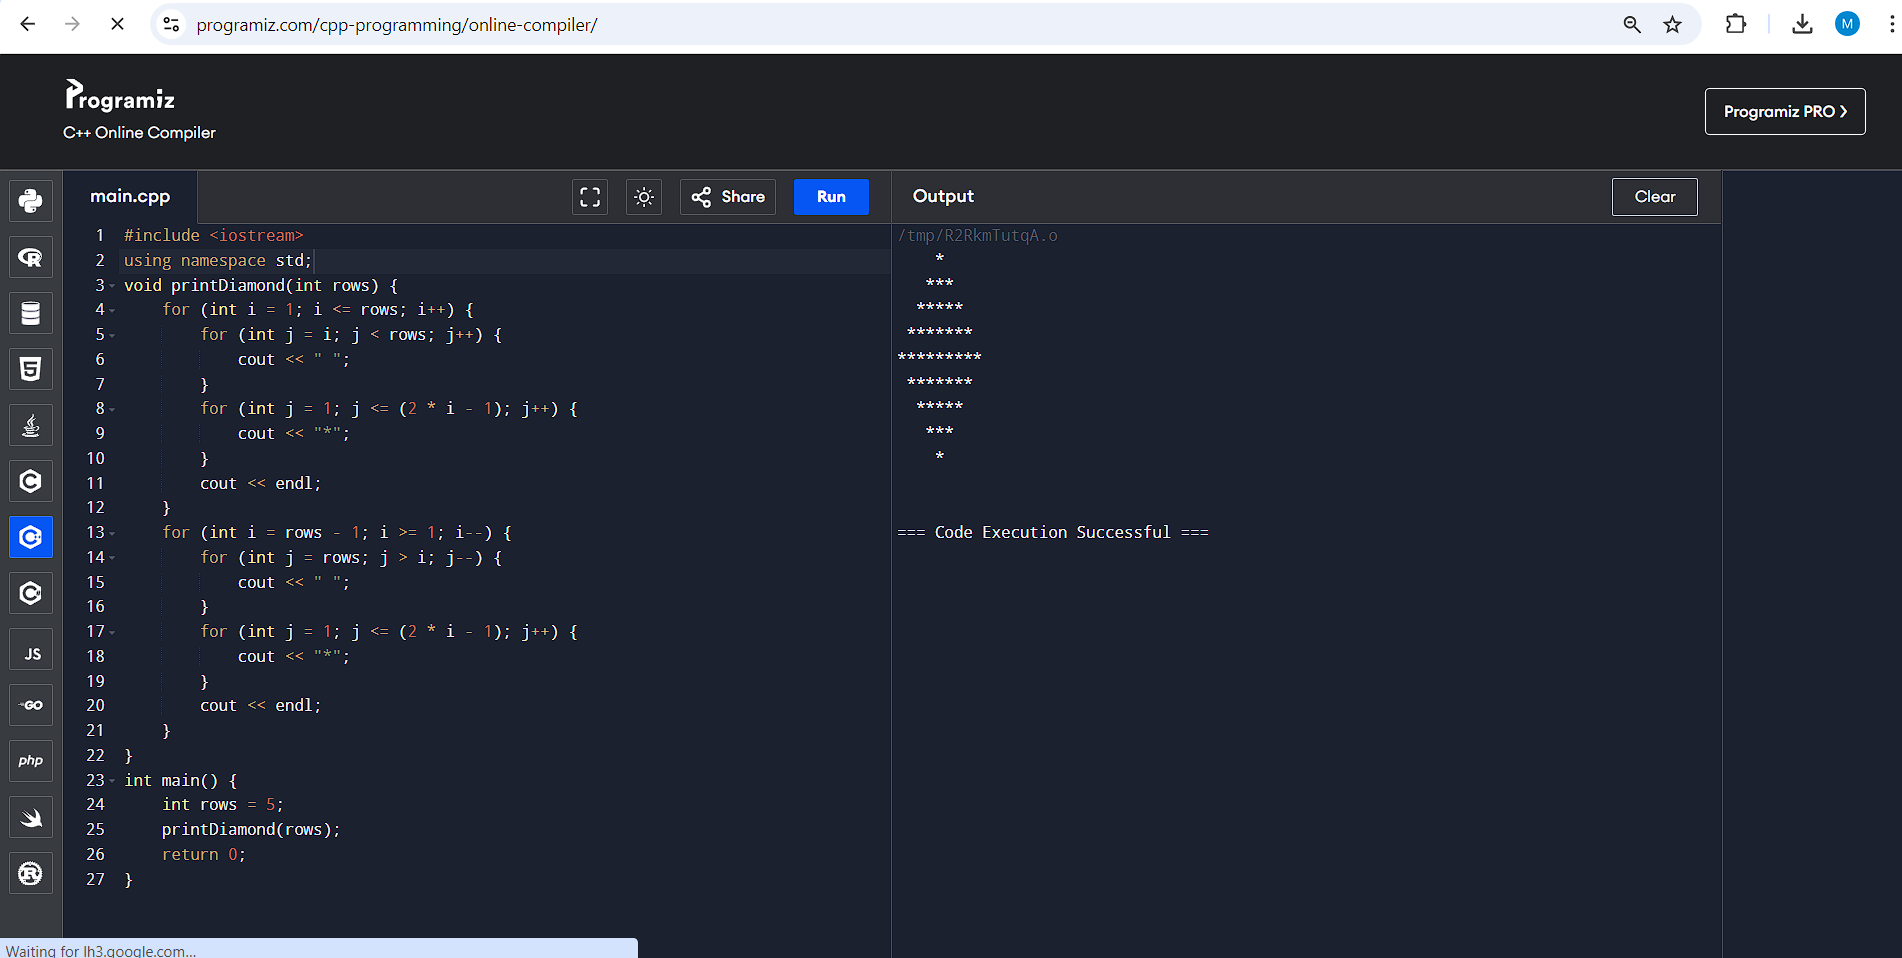 programiz.com/cpp-programming/online-compiler/
M
Programiz
C++ Online Compiler
Programiz PRO >
main.cpp
Share
Run
Output
Clear
1 #include <iostream>
2 using namespace std;
3 void printDiamond(int rows) {
4     for (int i = 1; i <= rows; i++) {
5         for (int j = i; j < rows; j++) {
6             cout << " ";
7         }
8         for (int j = 1; j <= (2 * i - 1); j++) {
9             cout << "*";
10         }
11         cout << endl;
12     }
13     for (int i = rows - 1; i >= 1; i--) {
14         for (int j = rows; j > i; j--) {
15             cout << " ";
16         }
17         for (int j = 1; j <= (2 * i - 1); j++) {
18             cout << "*";
19         }
20         cout << endl;
21     }
22 }
23 int main() {
24     int rows = 5;
25     printDiamond(rows);
26     return 0;
27 }
/tmp/R2RkmTutqA.o
    *
   ***
  *****
 *******
*********
 *******
  *****
   ***
    *
=== Code Execution Successful ===
R
5
C
C++
C
JS
GO
php
R
Waiting for lh3.google.com...